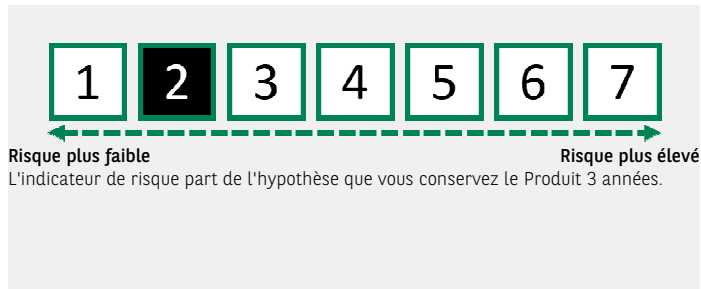 1 2 3 4 5 6 7
Risque plus faible Risque plus élevé
L'indicateur de risque part de l'hypothèse que vous conservez le Produit 3 années.